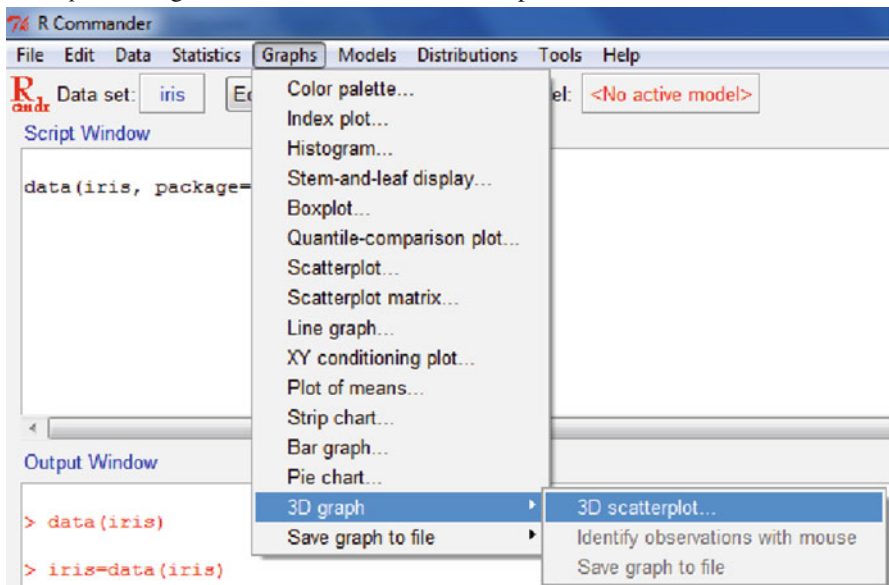 R Commander
File Edit Data Statistics Graphs Models Distributions Tools Help
R Data set: iris Ec el: <No active model>
cmdr
Script Window
data(iris, package=
Color palette...
Index plot...
Histogram...
Stem-and-leaf display...
Boxplot...
Quantile-comparison plot...
Scatterplot...
Scatterplot matrix...
Line graph...
XY conditioning plot...
Plot of means...
Strip chart...
Bar graph...
Pie chart...
3D graph
Save graph to file
3D scatterplot...
Identify observations with mouse
Save graph to file
Output Window
> data(iris)
> iris=data(iris)